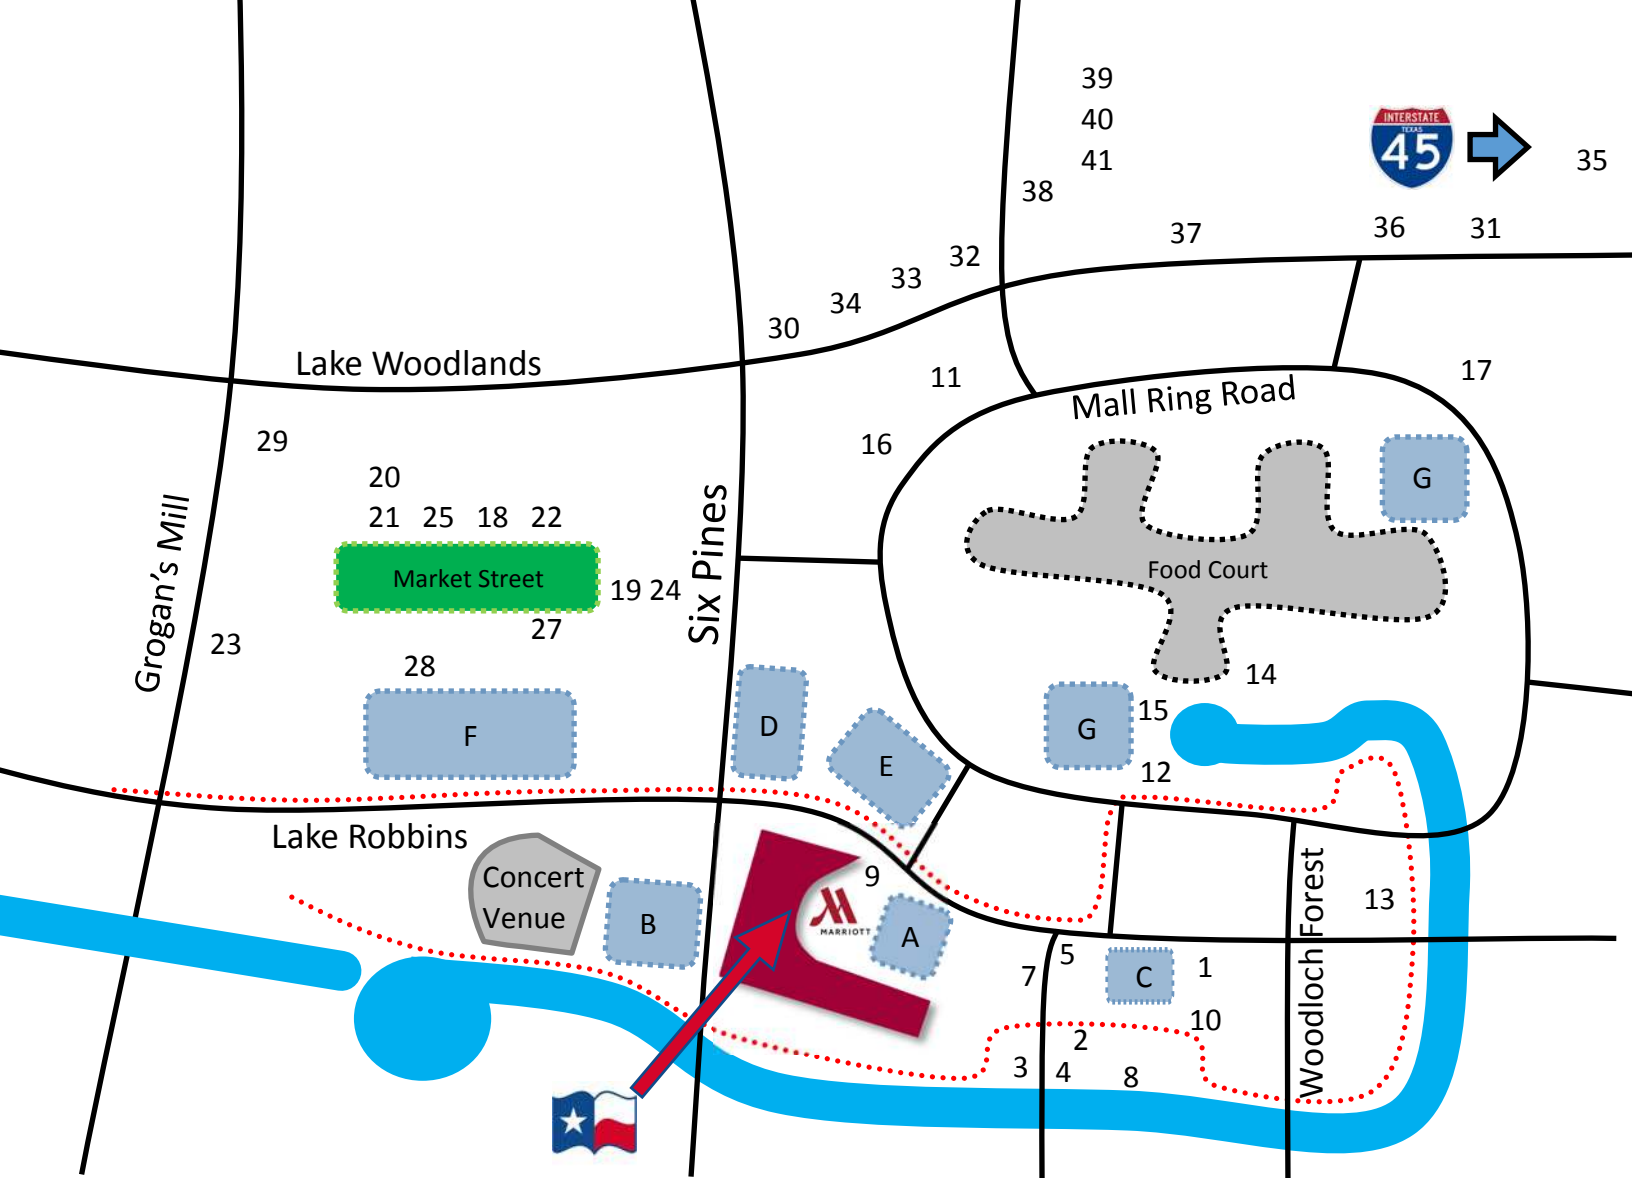 39
40
INTERSTATE
TEXAS
45
41
35
38
36
31
37
32
33
34
30
Lake Woodlands
11
17
Mall Ring Road
29
16
20
G
21 25 18 22
Market Street
Food Court
19 24
Six Pines
Grogan's Mill
27
23
28
14
15
F
D
G
E
12
Lake Robbins
Concert
Venue
9
13
Woodloch Forest
B
MARRIOTT
A
5
7
C
1
10
2
3
4
8